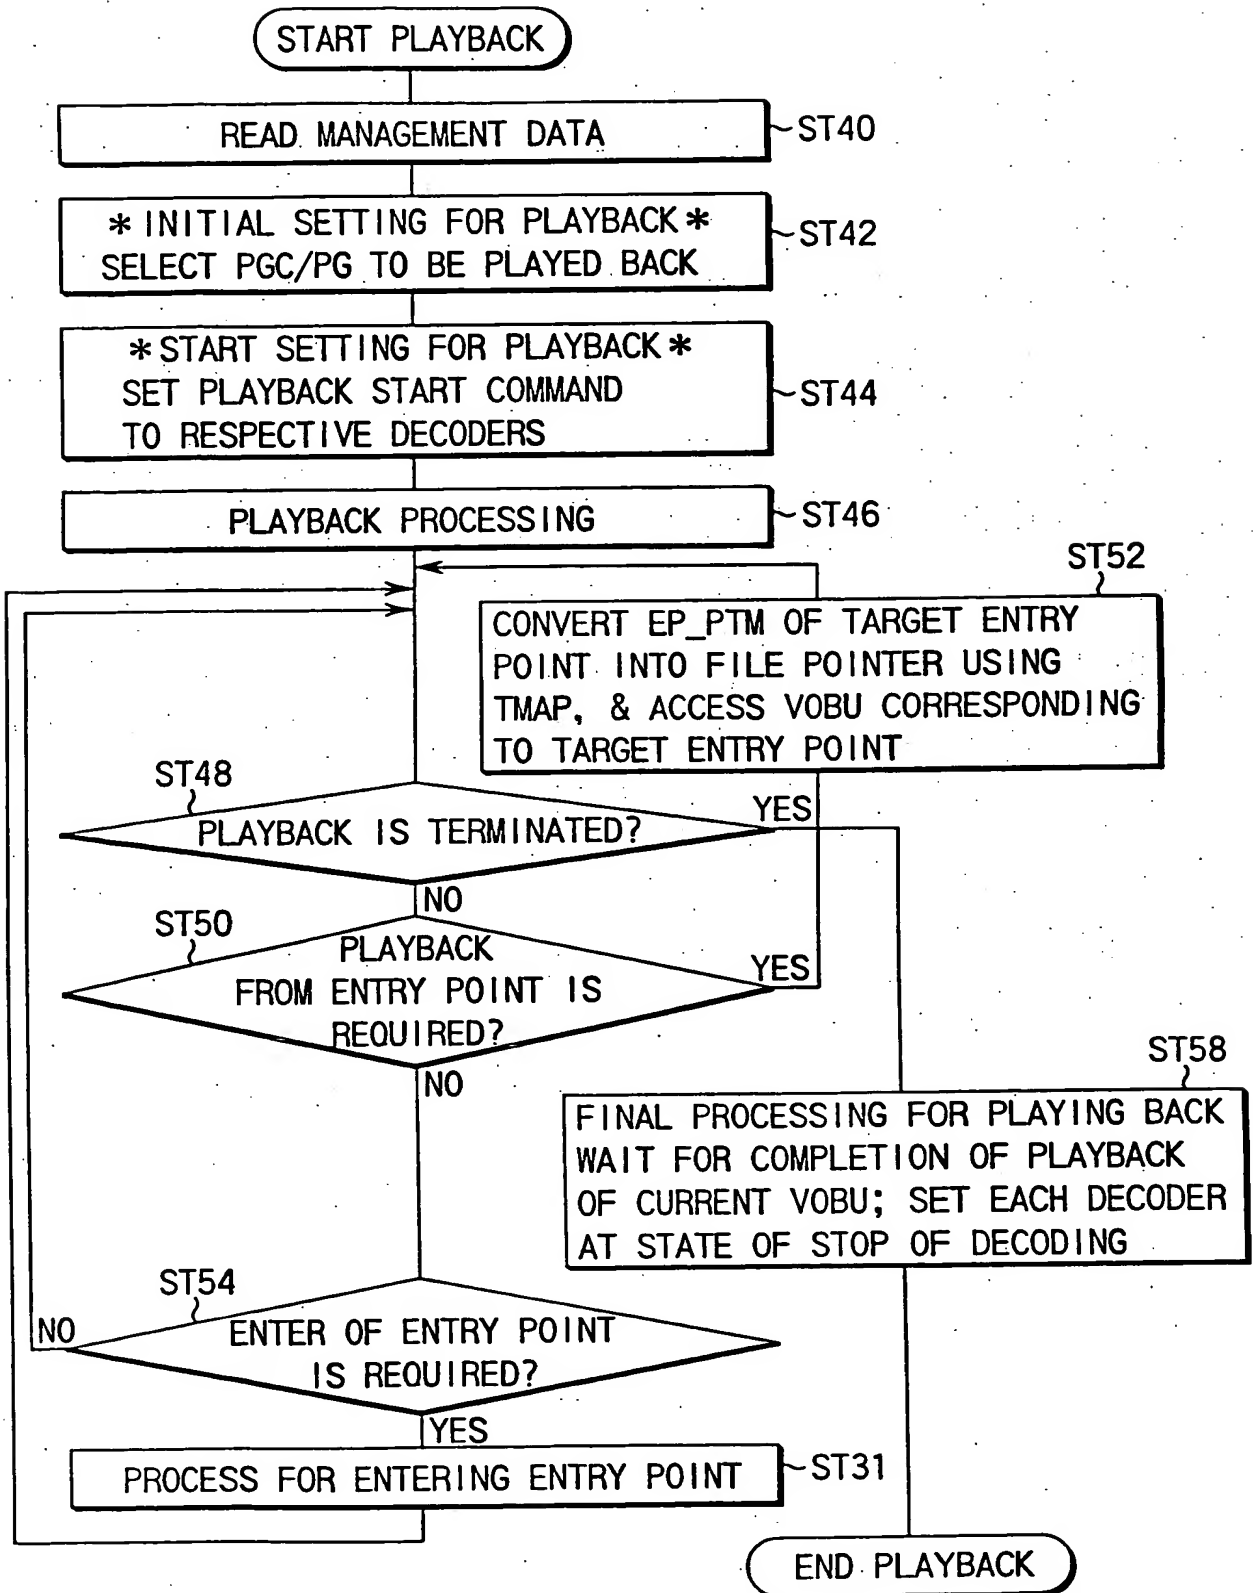 START PLAYBACK
READ MANAGEMENT DATA
ST40
* INITIAL SETTING FOR PLAYBACK *
SELECT PGC/PG TO BE PLAYED BACK
ST42
* START SETTING FOR PLAYBACK *
SET PLAYBACK START COMMAND
TO RESPECTIVE DECODERS
ST44
PLAYBACK PROCESSING
ST46
ST52
CONVERT EP_PTM OF TARGET ENTRY
POINT INTO FILE POINTER USING
TMAP, & ACCESS VOBU CORRESPONDING
TO TARGET ENTRY POINT
ST48
PLAYBACK IS TERMINATED?
YES
NO
ST50
PLAYBACK
FROM ENTRY POINT IS
REQUIRED?
YES
NO
ST58
FINAL PROCESSING FOR PLAYING BACK
WAIT FOR COMPLETION OF PLAYBACK
OF CURRENT VOBU; SET EACH DECODER
AT STATE OF STOP OF DECODING
ST54
ENTER OF ENTRY POINT
IS REQUIRED?
NO
YES
PROCESS FOR ENTERING ENTRY POINT
ST31
END PLAYBACK